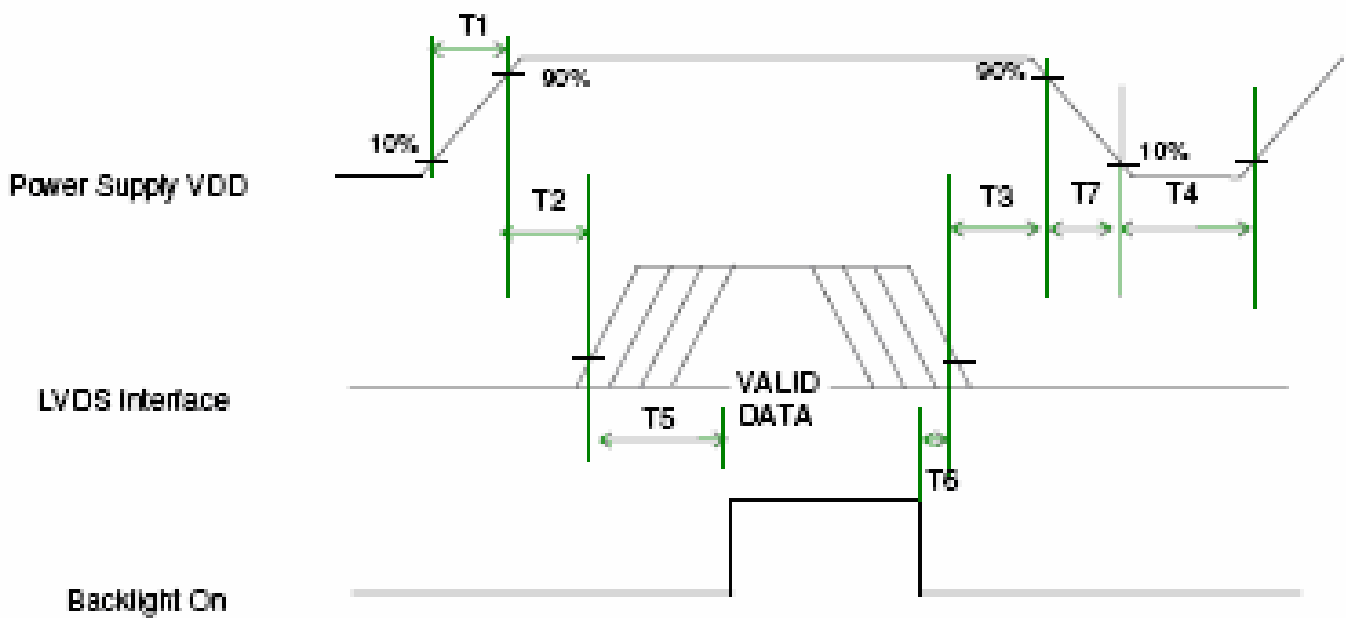 T1
90%
90%
10%
10%
Power Supply VDD
T2
T3
T7
T4
VALID
DATA
LVDS Interface
T5
T6
Backlight On